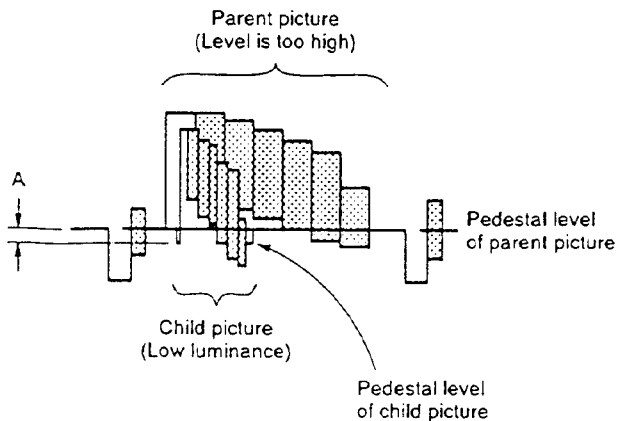 Parent picture
(Level is too high)
A
Pedestal level
of parent picture
Child picture
(Low luminance)
Pedestal level
of child picture